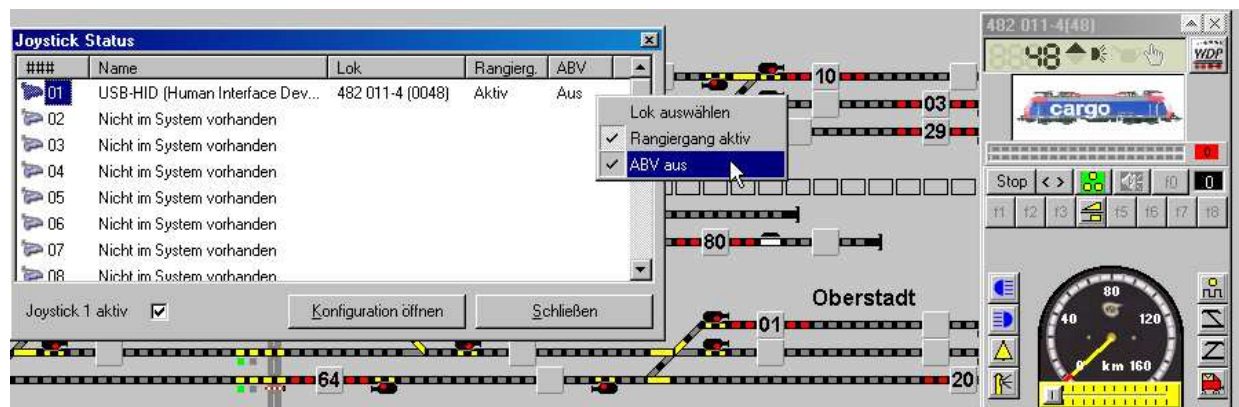 Joystick Status
### Name Lok Rangierg. ABV
01 USB-HID (Human Interface Dev... 482 011-4 (0048) Aktiv Aus
02 Nicht im System vorhanden
03 Nicht im System vorhanden
04 Nicht im System vorhanden
05 Nicht im System vorhanden
06 Nicht im System vorhanden
07 Nicht im System vorhanden
08 Nicht im System vorhanden
Joystick 1 aktiv
Konfiguration öffnen
Schließen
Lok auswählen
Rangiergang aktiv
ABV aus
10
03
29
80
Oberstadt
01
64
20
482 011-4(48)
48
WDP
cargo
0
Stop < > f0 0
f1 f2 f3 f5 f6 f7 f8
80
40 120
0 km 160